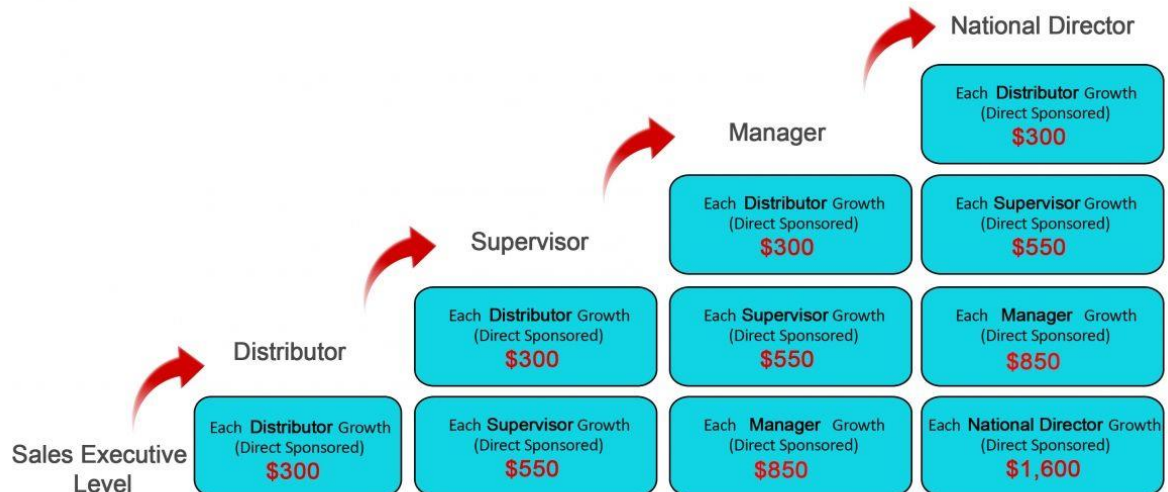 National Director
Each Distributor Growth
(Direct Sponsored)
$300
Manager
Each Distributor Growth
(Direct Sponsored)
$300
Each Supervisor Growth
(Direct Sponsored)
$550
Supervisor
Each Distributor Growth
(Direct Sponsored)
$300
Each Supervisor Growth
(Direct Sponsored)
$550
Each Manager Growth
(Direct Sponsored)
$850
Distributor
Each Distributor Growth
(Direct Sponsored)
$300
Each Supervisor Growth
(Direct Sponsored)
$550
Each Manager Growth
(Direct Sponsored)
$850
Each National Director Growth
(Direct Sponsored)
$1,600
Sales Executive
Level